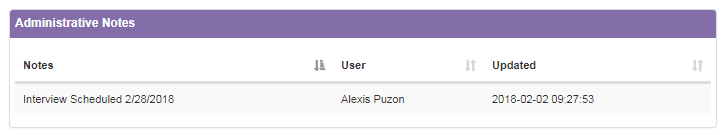 Administrative Notes
Notes User Updated
Interview Scheduled 2/28/2018 Alexis Puzon 2018-02-02 09:27:53